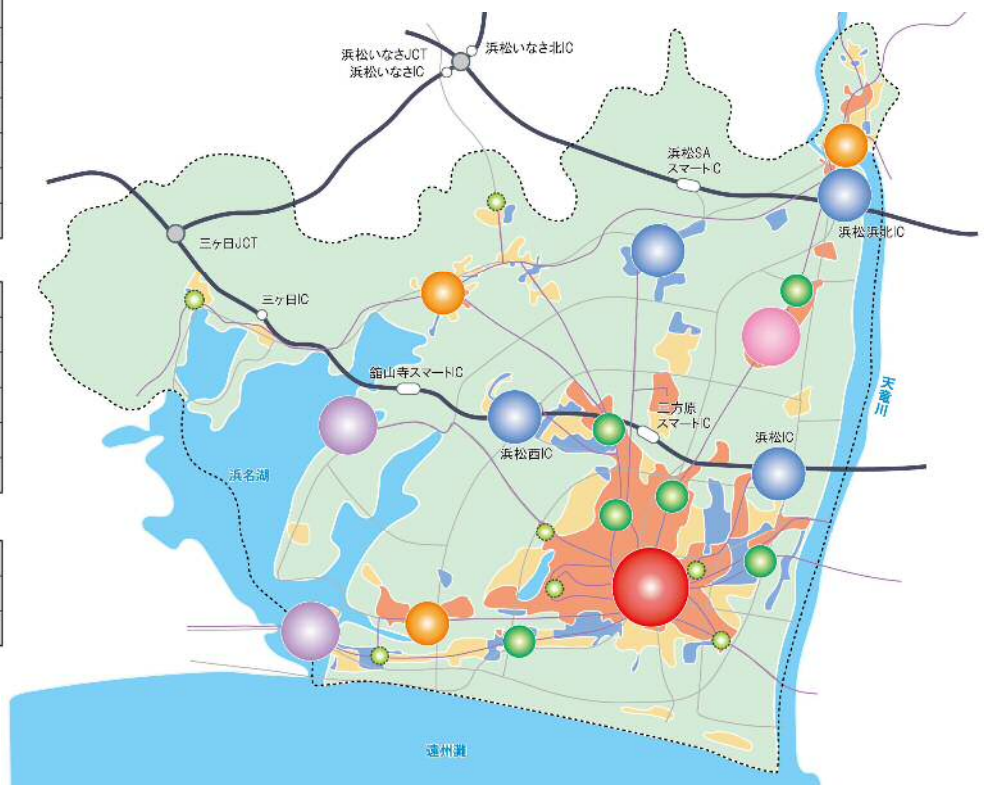 浜松いなさJCT
浜松いなさIC
浜松いなさ北IC
浜松SA
スマートIC
浜松浜北IC
三ヶ日JCT
三ヶ日IC
舘山寺スマートIC
三方原
スマートIC
浜松西IC
浜松IC
天竜川
浜名湖
遠州灘